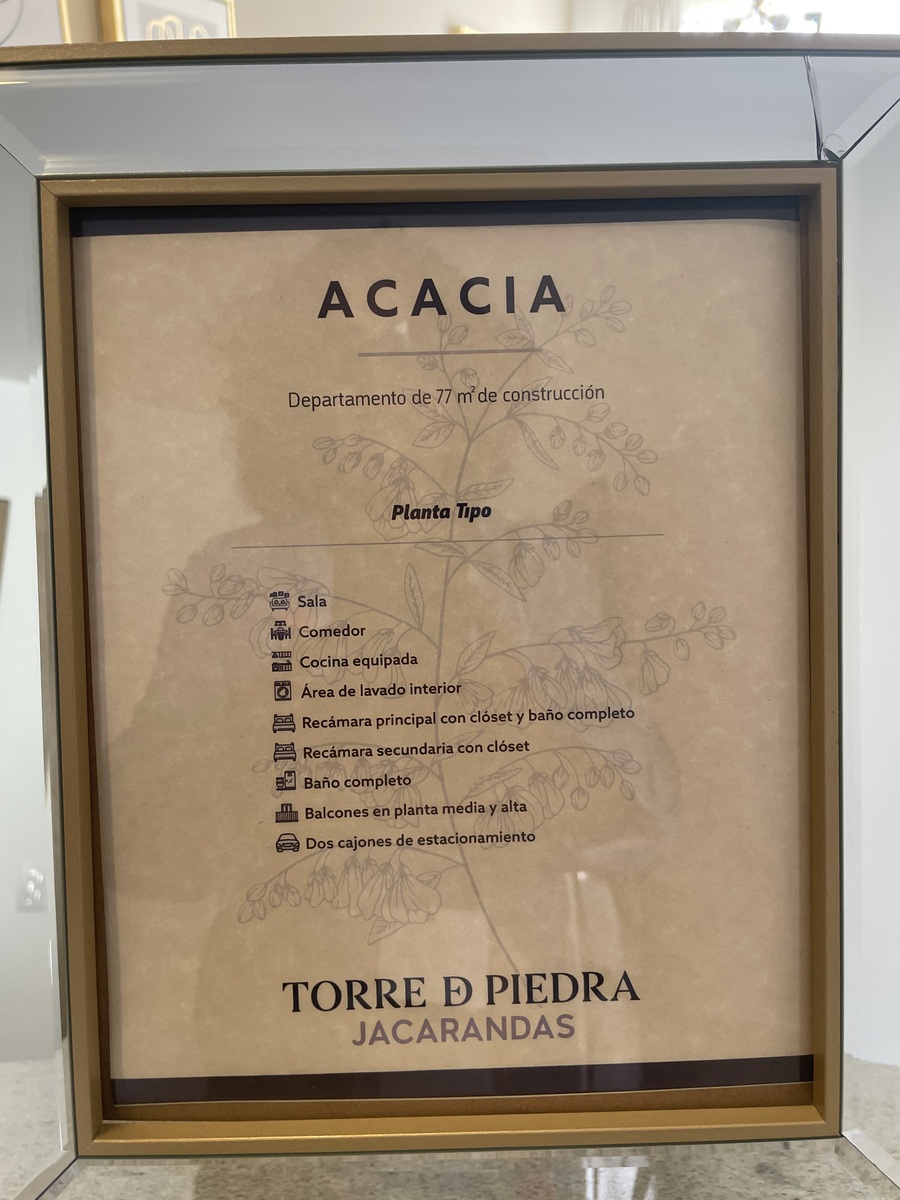 ACACIA
Departamento de 77 m² de construcción
Planta Tipo
Sala
Comedor
Cocina equipada
Área de lavado interior
Recámara principal con clóset y baño completo
Recámara secundaria con clóset
Baño completo
Balcones en planta media y alta
Dos cajones de estacionamiento
TORRE D PIEDRA
JACARANDAS